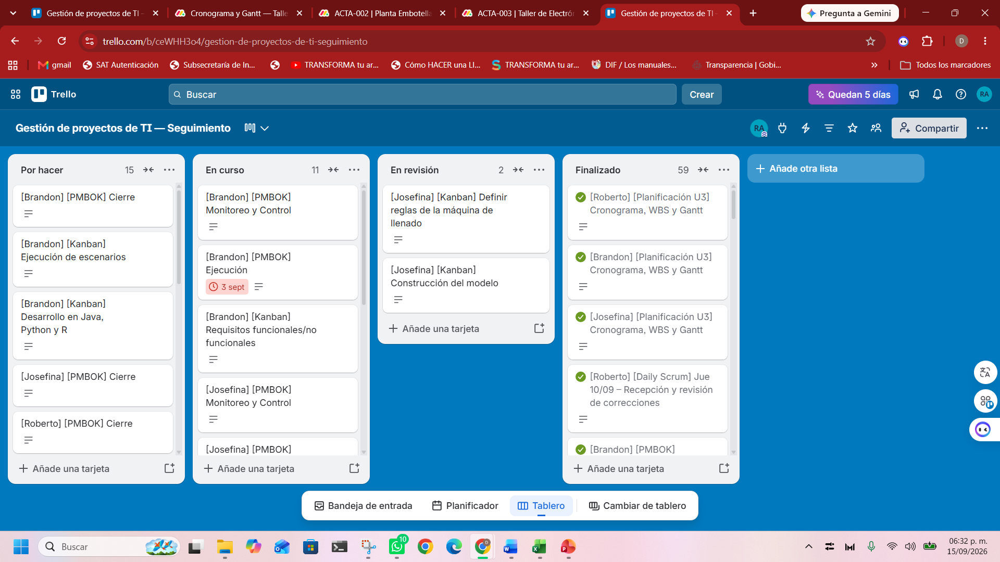 Gestión de proyectos de TI -
Cronograma y Gantt — Talle
ACTA-002 | Planta Embotella
ACTA-003 | Taller de Electrón
Gestión de proyectos de TI -
Pregunta a Gemini
trello.com/b/ceWHH3o4/gestion-de-proyectos-de-ti-seguimiento
D
gmail
SAT Autenticación
Subsecretaría de In...
TRANSFORMA tu ar...
Cómo HACER una LI...
TRANSFORMA tu ar...
DIF / Los manuales...
Transparencia | Gobi...
»
Todos los marcadores
Trello
Buscar
Crear
Quedan 5 días
RA
Gestión de proyectos de TI — Seguimiento
RA
Compartir
Por hacer 15
[Brandon] [PMBOK] Cierre
[Brandon] [Kanban]
Ejecución de escenarios
[Brandon] [Kanban]
Desarrollo en Java,
Python y R
[Josefina] [PMBOK] Cierre
[Roberto] [PMBOK] Cierre
Añade una tarjeta
En curso 11
[Brandon] [PMBOK]
Monitoreo y Control
[Brandon] [PMBOK]
Ejecución
3 sept
[Brandon] [Kanban]
Requisitos funcionales/no
funcionales
[Josefina] [PMBOK]
Monitoreo y Control
[Josefina] [PMBOK]
Añade una tarjeta
En revisión 2
[Josefina] [Kanban] Definir
reglas de la máquina de
llenado
[Josefina] [Kanban]
Construcción del modelo
Añade una tarjeta
Finalizado 59
[Roberto] [Planificación U3]
Cronograma, WBS y Gantt
[Brandon] [Planificación U3]
Cronograma, WBS y Gantt
[Josefina] [Planificación U3]
Cronograma, WBS y Gantt
[Roberto] [Daily Scrum] Jue
10/09 – Recepción y revisión
de correcciones
[Brandon] [PMBOK]
Añade una tarjeta
Añade otra lista
Bandeja de entrada
Planificador
Tablero
Cambiar de tablero
Buscar
10
06:32 p. m.
15/09/2026